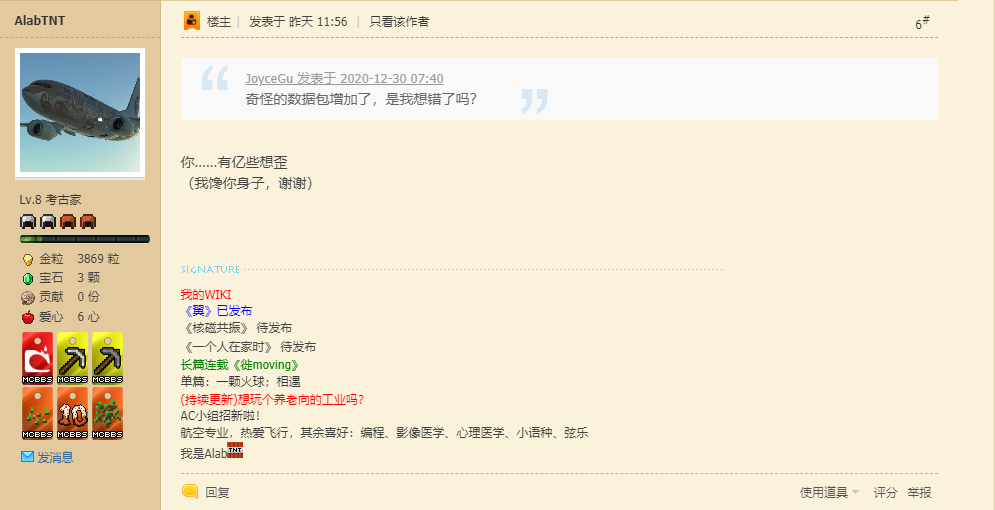 AlabTNT
楼主 | 发表于 昨天 11:56 | 只看该作者
6#
JoyceGu 发表于 2020-12-30 07:40
奇怪的数据包增加了，是我想错了吗？
你……有亿些想歪
（我馋你身子，谢谢）
Lv.8 考古家
金粒 3869 粒
宝石 3 颗
贡献 0 份
爱心 6 心
MCBBS MCBBS MCBBS
10
MCBBS MCBBS MCBBS
发消息
SIGNATURE
我的WIKI
《翼》已发布
《核磁共振》 待发布
《一个人在家时》 待发布
长篇连载《徙moving》
单篇：一颗火球；相遇
(持续更新)想玩个养老向的工业吗？
AC小组招新啦！
航空专业，热爱飞行，其余喜好：编程、影像医学、心理医学、小语种、弦乐
我是AlabTNT
回复
使用道具 评分 举报